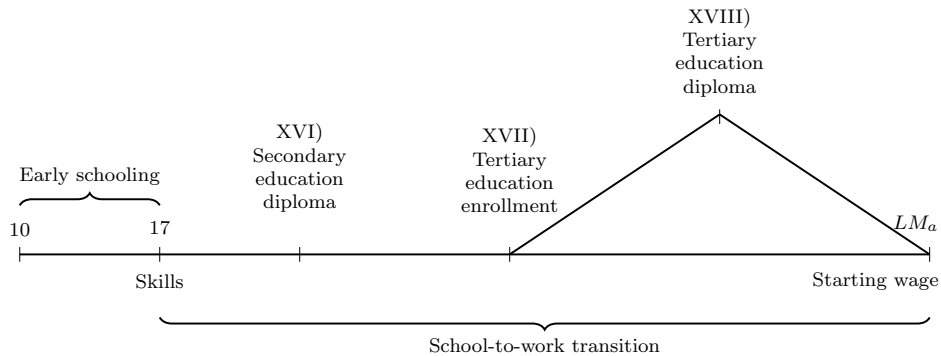 XVIII)
Tertiary
education
diploma
XVI)
Secondary
education
diploma
XVII)
Tertiary
education
enrollment
Early schooling
10
17
LMa
Skills
Starting wage
School-to-work transition